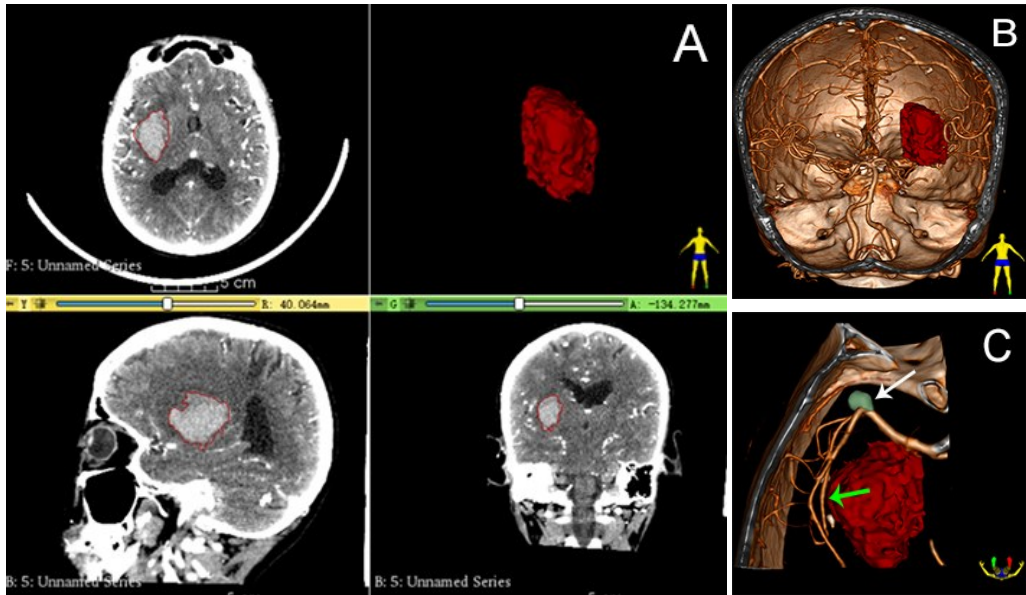 A
B
F: 5: Unnamed Series
5 cm
Y
R: 40.064mm
G
A: -134.277mm
C
B: 5: Unnamed Series
B: 5: Unnamed Series